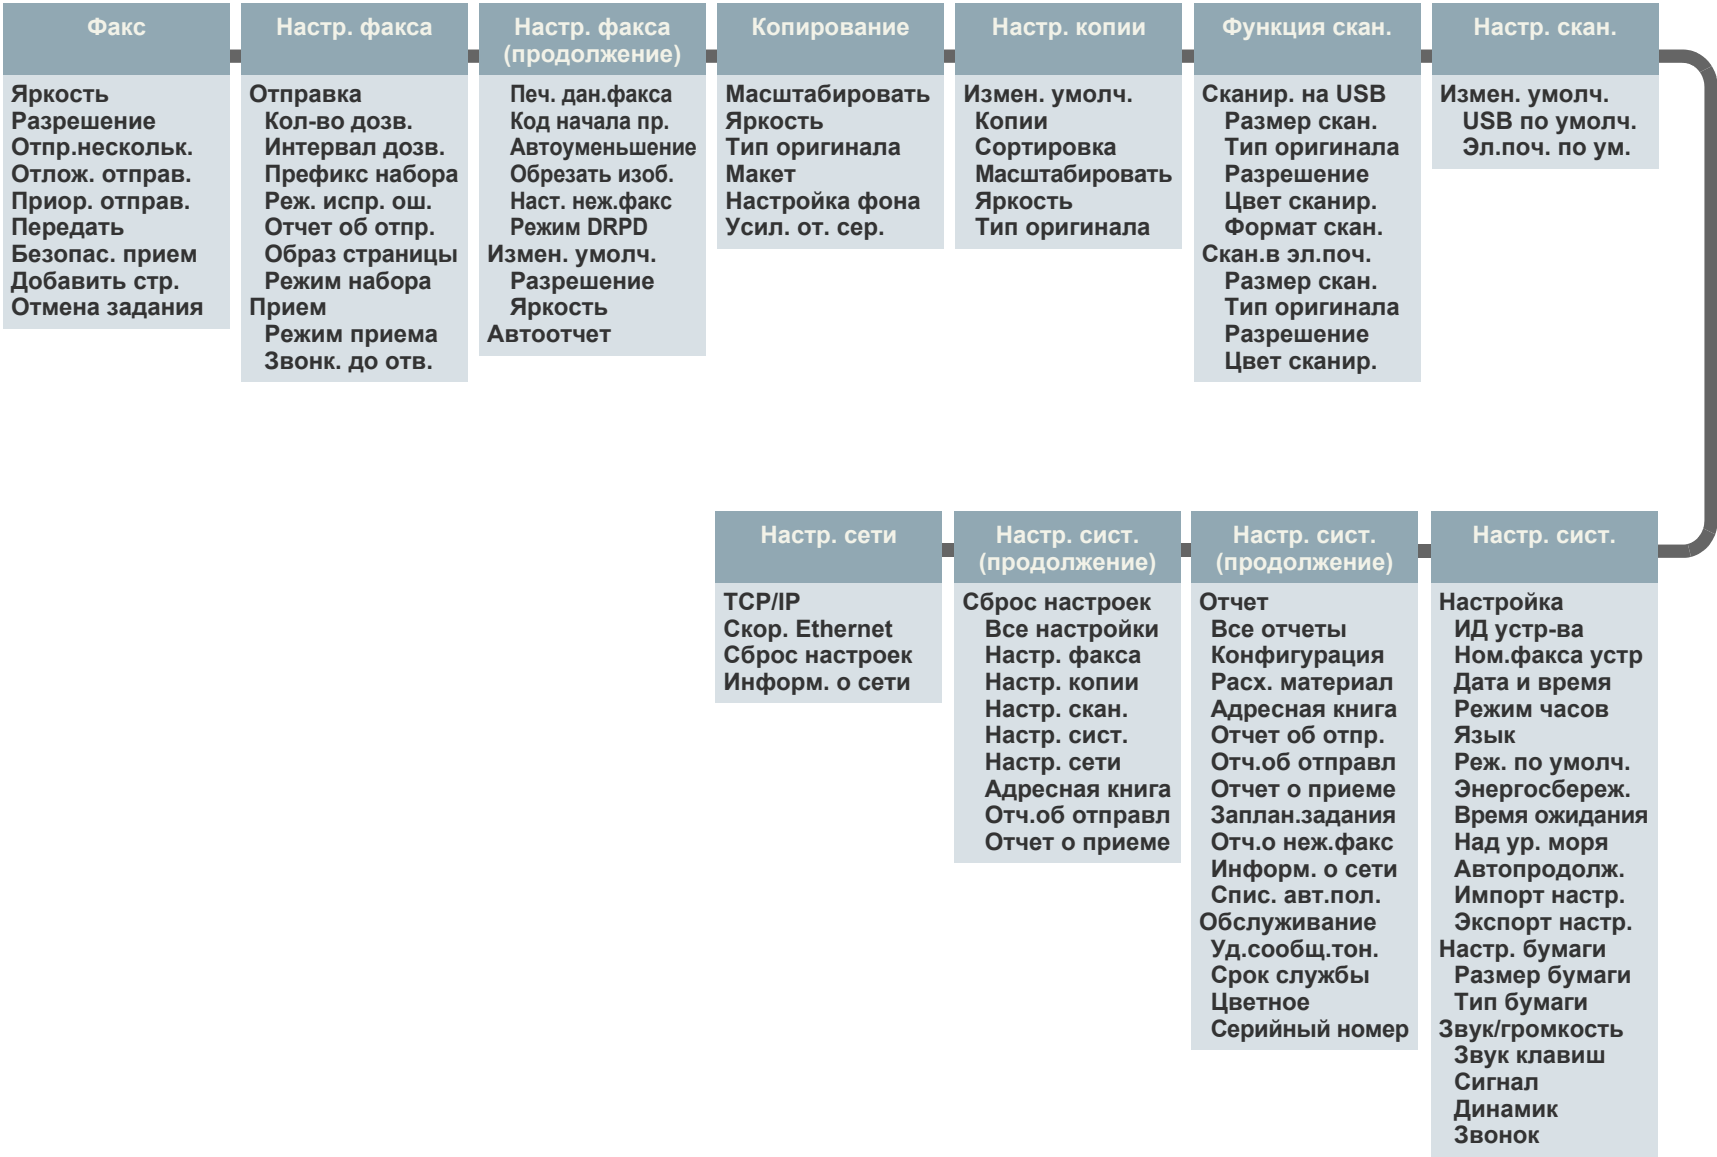 Факс
Яркость
Разрешение
Отпр.нескольк.
Отлож. отправ.
Приор. отправ.
Передать
Безопас. прием
Добавить стр.
Отмена задания
Настр. факса
Отправка
Кол-во дозв.
Интервал дозв.
Префикс набора
Реж. испр. ош.
Отчет об отпр.
Образ страницы
Режим набора
Прием
Режим приема
Звонк. до отв.
Настр. факса
(продолжение)
Печ. дан.факса
Код начала пр.
Автоуменьшение
Обрезать изоб.
Наст. неж.факс
Режим DRPD
Измен. умолч.
Разрешение
Яркость
Автоотчет
Копирование
Масштабировать
Яркость
Тип оригинала
Макет
Настройка фона
Усил. от. сер.
Настр. копии
Измен. умолч.
Копии
Сортировка
Масштабировать
Яркость
Тип оригинала
Функция скан.
Сканир. на USB
Размер скан.
Тип оригинала
Разрешение
Цвет сканир.
Формат скан.
Скан.в эл.поч.
Размер скан.
Тип оригинала
Разрешение
Цвет сканир.
Настр. скан.
Измен. умолч.
USB по умолч.
Эл.поч. по ум.
Настр. сети
TCP/IP
Скор. Ethernet
Сброс настроек
Информ. о сети
Настр. сист.
(продолжение)
Сброс настроек
Все настройки
Настр. факса
Настр. копии
Настр. скан.
Настр. сист.
Настр. сети
Адресная книга
Отч.об отправл
Отчет о приеме
Настр. сист.
(продолжение)
Отчет
Все отчеты
Конфигурация
Расх. материал
Адресная книга
Отчет об отпр.
Отч.об отправл
Отчет о приеме
Заплан.задания
Отч.о неж.факс
Информ. о сети
Спис. авт.пол.
Обслуживание
Уд.сообщ.тон.
Срок службы
Цветное
Серийный номер
Настр. сист.
Настройка
ИД устр-ва
Ном.факса устр
Дата и время
Режим часов
Язык
Реж. по умолч.
Энергосбереж.
Время ожидания
Над ур. моря
Автопродолж.
Импорт настр.
Экспорт настр.
Настр. бумаги
Размер бумаги
Тип бумаги
Звук/громкость
Звук клавиш
Сигнал
Динамик
Звонок